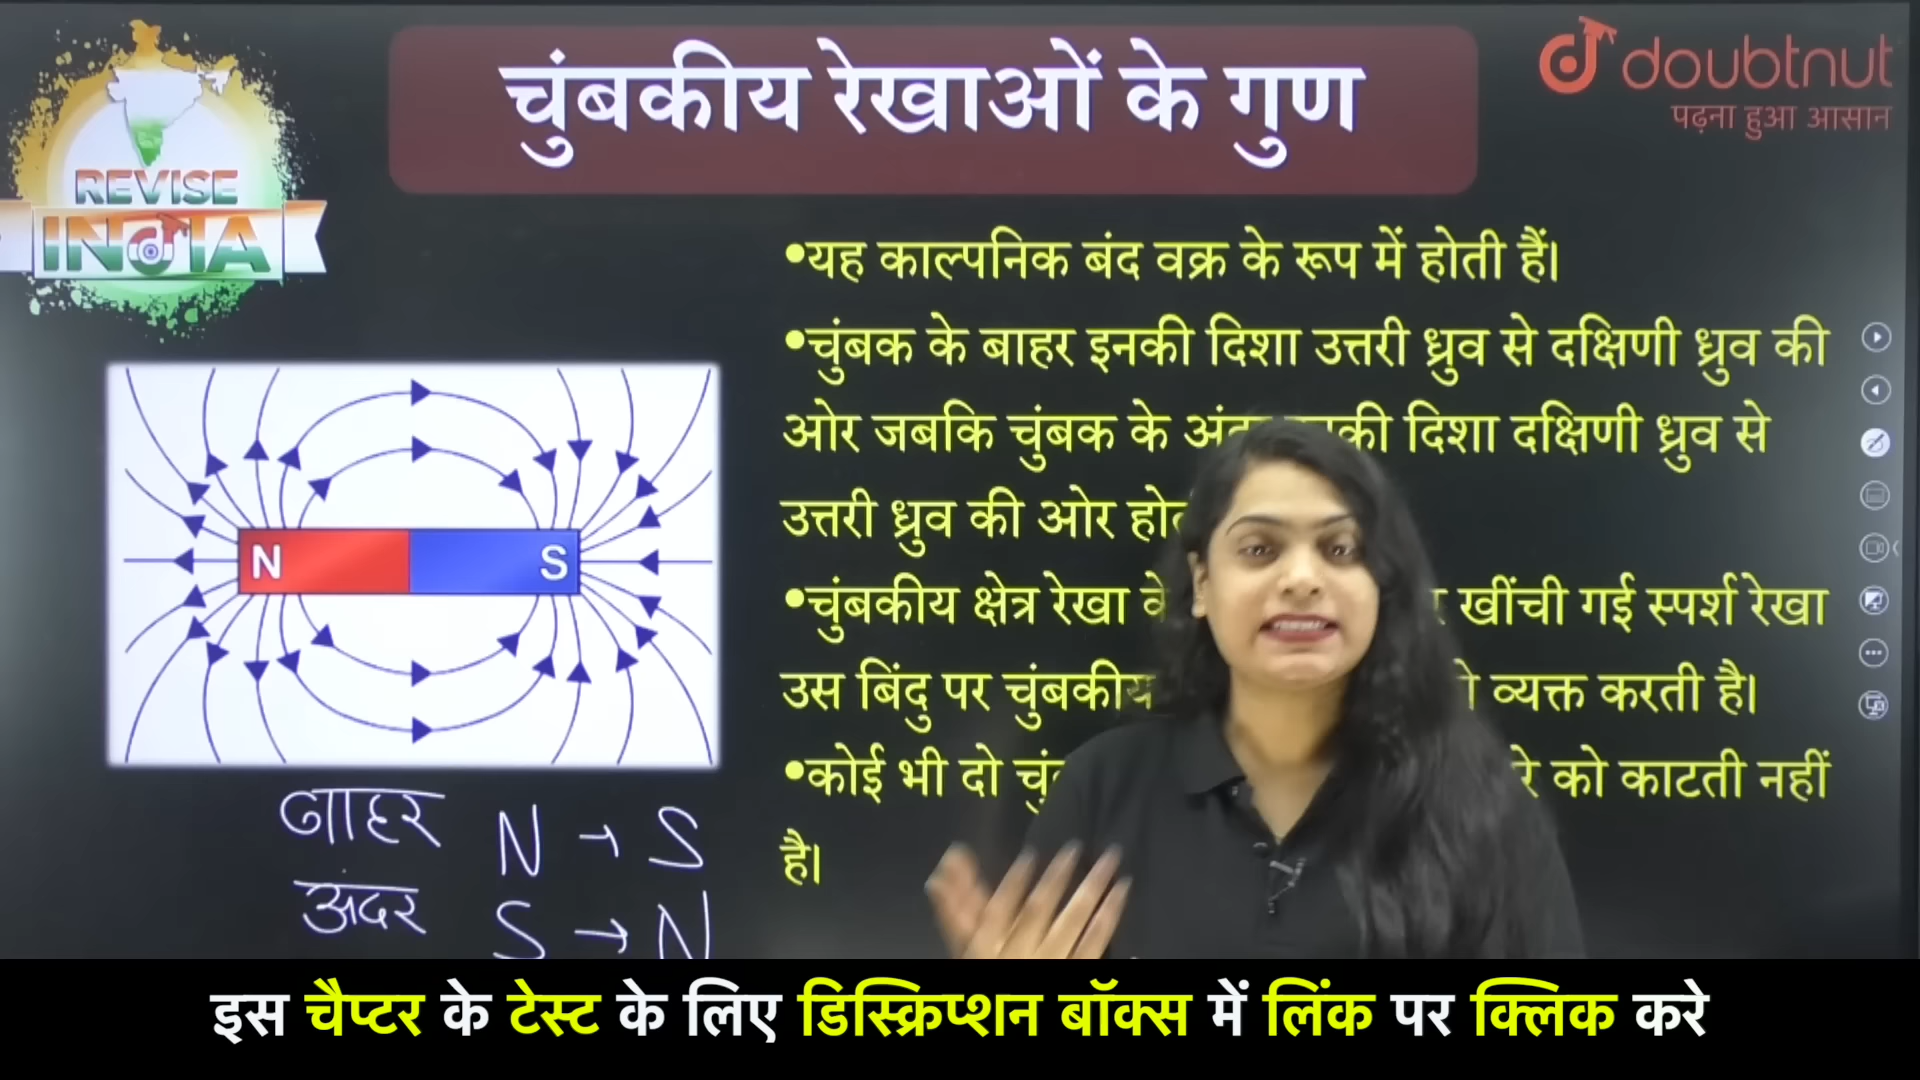 चुंबकीय रेखाओं के गुण
doubtnut
पढ़ना हुआ आसान
REVISE
INDIA
•यह काल्पनिक बंद वक्र के रूप में होती हैं।
•चुंबक के बाहर इनकी दिशा उत्तरी ध्रुव से दक्षिणी ध्रुव की
ओर जबकि चुंबक के दिशा दक्षिणी ध्रुव से
उत्तरी ध्रुव की ओर
•चुंबकीय क्षेत्र रेखा खींची गई स्पर्श रेखा
उस बिंदु पर चुंबकीय व्यक्त करती है।
•कोई भी दो को काटती नहीं
है।
N S
बाहर N → S
अंदर S → N
इस चैप्टर के टेस्ट के लिए डिस्क्रिप्शन बॉक्स में लिंक पर क्लिक करे